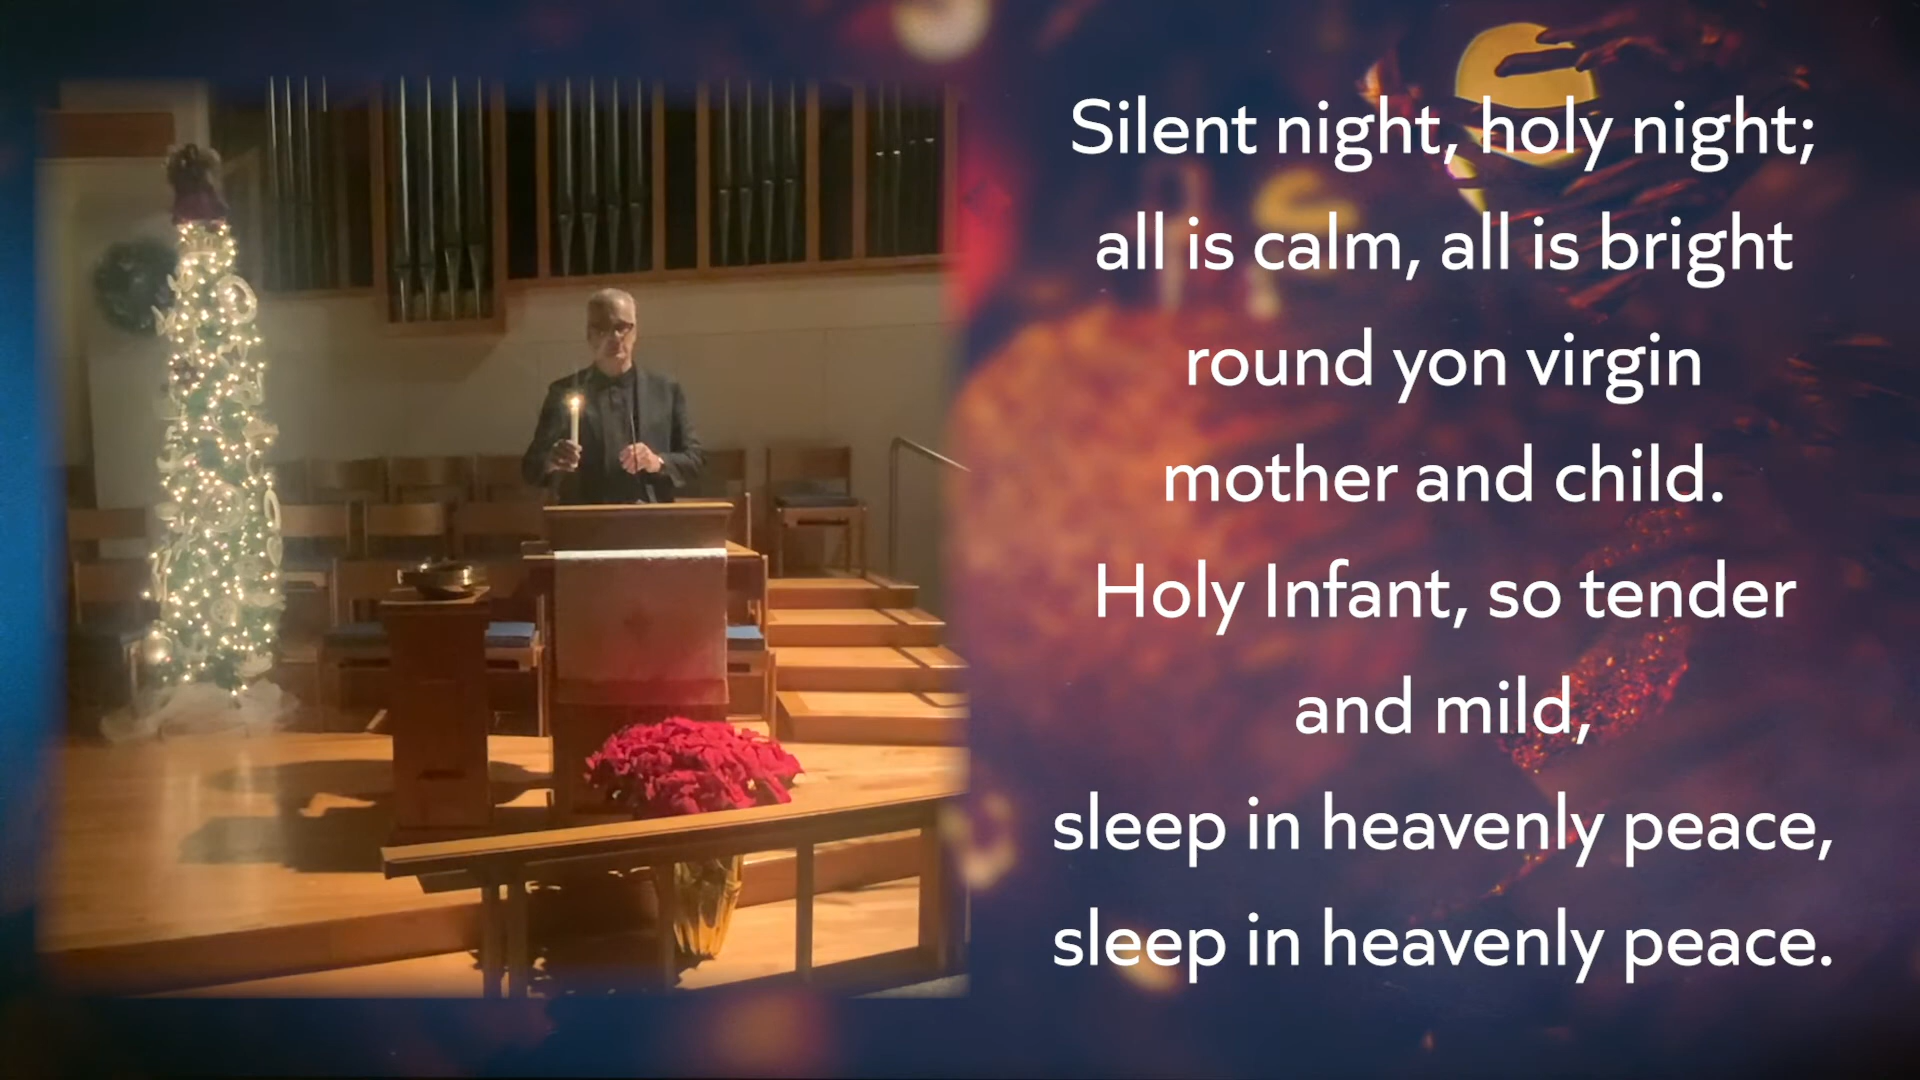 Silent night, holy night;
all is calm, all is bright
round yon virgin
mother and child.
Holy Infant, so tender
and mild,
sleep in heavenly peace,
sleep in heavenly peace.